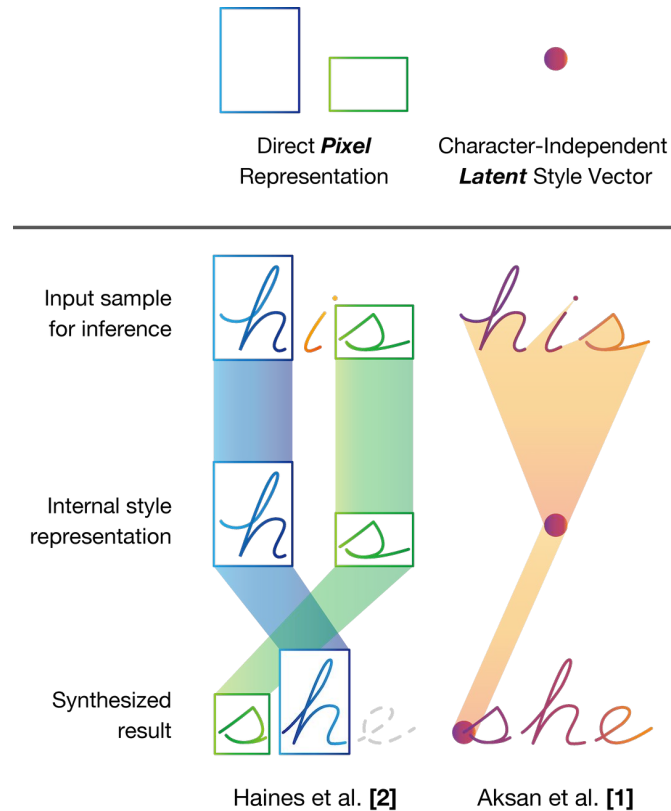 Direct Pixel
Representation
Character-Independent
Latent Style Vector
Input sample
for inference
his
his
Internal style
representation
h s
Synthesized
result
she
she
Haines et al. [2]
Aksan et al. [1]